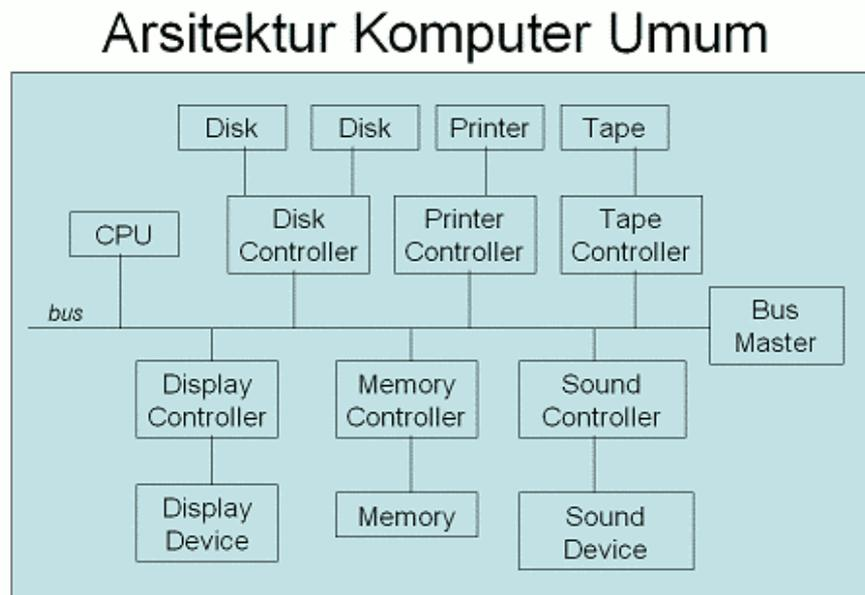 Arsitektur Komputer Umum
Disk
Disk
Printer
Tape
CPU
Disk
Controller
Printer
Controller
Tape
Controller
bus
Bus
Master
Display
Controller
Memory
Controller
Sound
Controller
Display
Device
Memory
Sound
Device